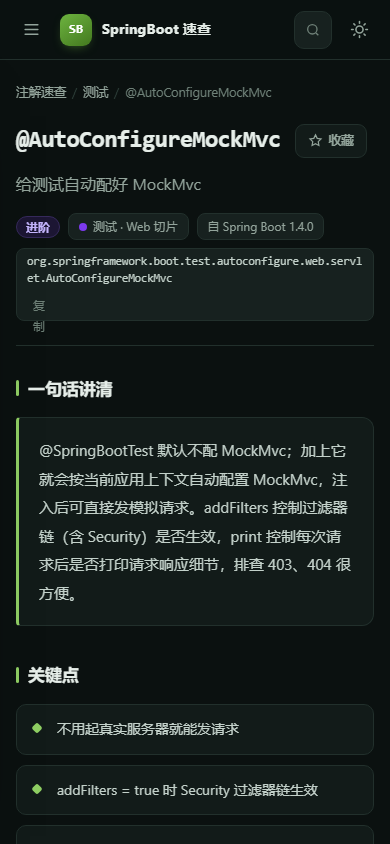 SB SpringBoot 速查
注解速查 / 测试 / @AutoConfigureMockMvc
@AutoConfigureMockMvc 收藏
给测试自动配好 MockMvc
进阶 测试 · Web 切片 自 Spring Boot 1.4.0
org.springframework.boot.test.autoconfigure.web.servl
et.AutoConfigureMockMvc
复
制
一句话讲清
@SpringBootTest 默认不配 MockMvc；加上它
就会按当前应用上下文自动配置 MockMvc，注
入后可直接发模拟请求。addFilters 控制过滤器
链（含 Security）是否生效，print 控制每次请
求后是否打印请求响应细节，排查 403、404 很
方便。
关键点
不用起真实服务器就能发请求
addFilters = true 时 Security 过滤器链生效